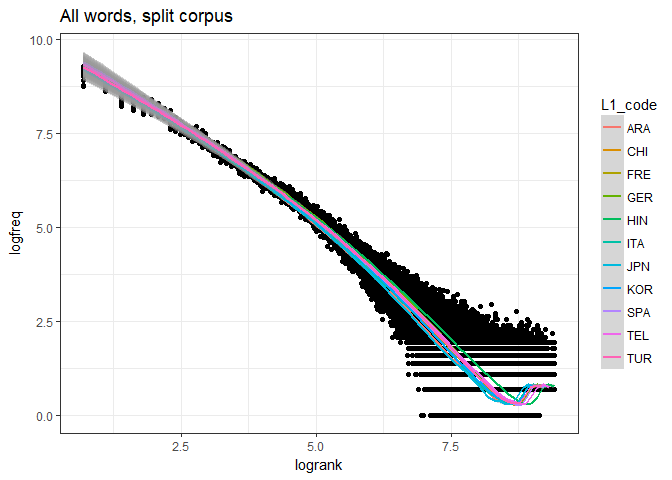 All words, split corpus
10.0
7.5
5.0
2.5
0.0
logfreq
2.5
5.0
7.5
logrank
L1_code
ARA
CHI
FRE
GER
HIN
ITA
JPN
KOR
SPA
TEL
TUR